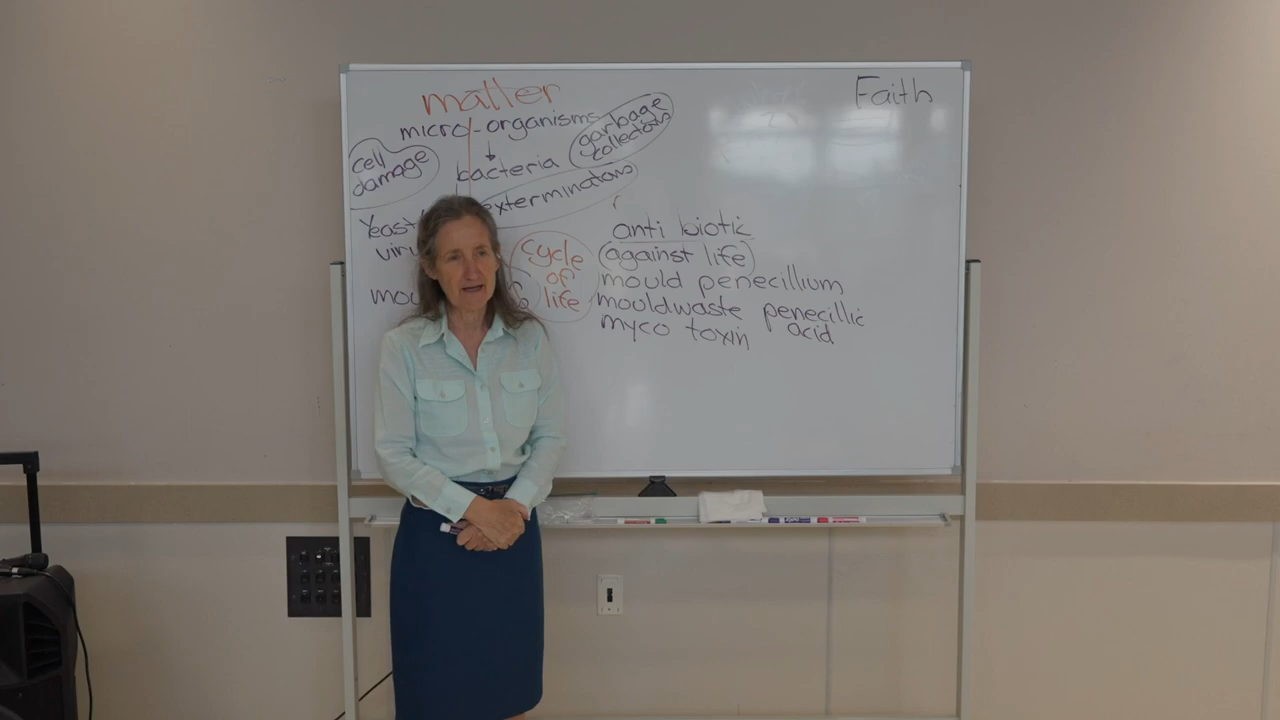 matter
Faith
micro-organisms
garbage
collectors
cell
damage
bacteria
exterminators
Yeast
anti biotic
cycle
of
life
(against life)
mould penecillium
mouldwaste penecillic
acid
myco toxin